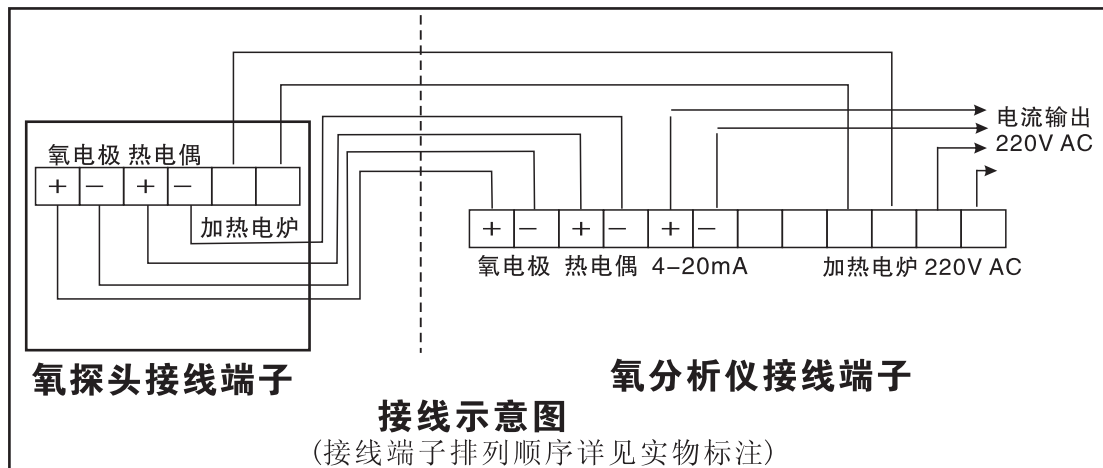 电流输出
220V AC
氧电极 热电偶
+ − + −
加热电炉
+ − + − + −
氧电极 热电偶 4−20mA 加热电炉 220V AC
氧探头接线端子
氧分析仪接线端子
接线示意图
(接线端子排列顺序详见实物标注)